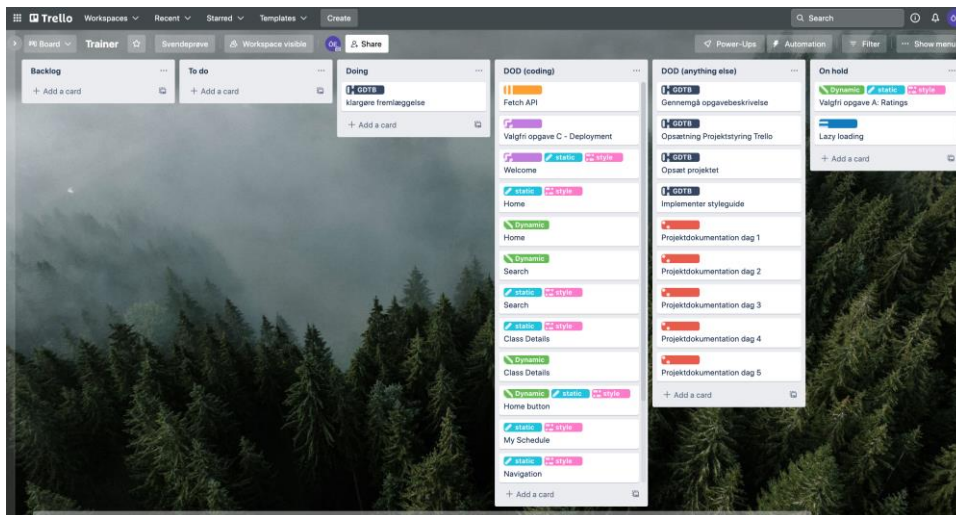 Trello Workspaces Recent Starred Templates Create Search
Board Trainer Svendeprøve Workspace visible Share Power-Ups Automation Filter Show menu
Backlog
+ Add a card
To do
+ Add a card
Doing
GDTB
klargøre fremlæggelse
+ Add a card
DOD (coding)
Fetch API
Valgfri opgave C - Deployment
static style
Welcome
static style
Home
Dynamic
Home
Dynamic
Search
static style
Search
static style
Class Details
Dynamic
Class Details
Dynamic static style
Home button
static style
My Schedule
static style
Navigation
+ Add a card
DOD (anything else)
GDTB
Gennemgå opgavebeskrivelse
GDTB
Opsætning Projektstyring Trello
GDTB
Opsæt projektet
GDTB
Implementer styleguide
Projektdokumentation dag 1
Projektdokumentation dag 2
Projektdokumentation dag 3
Projektdokumentation dag 4
Projektdokumentation dag 5
+ Add a card
On hold
Dynamic static style
Valgfri opgave A: Ratings
Lazy loading
+ Add a card